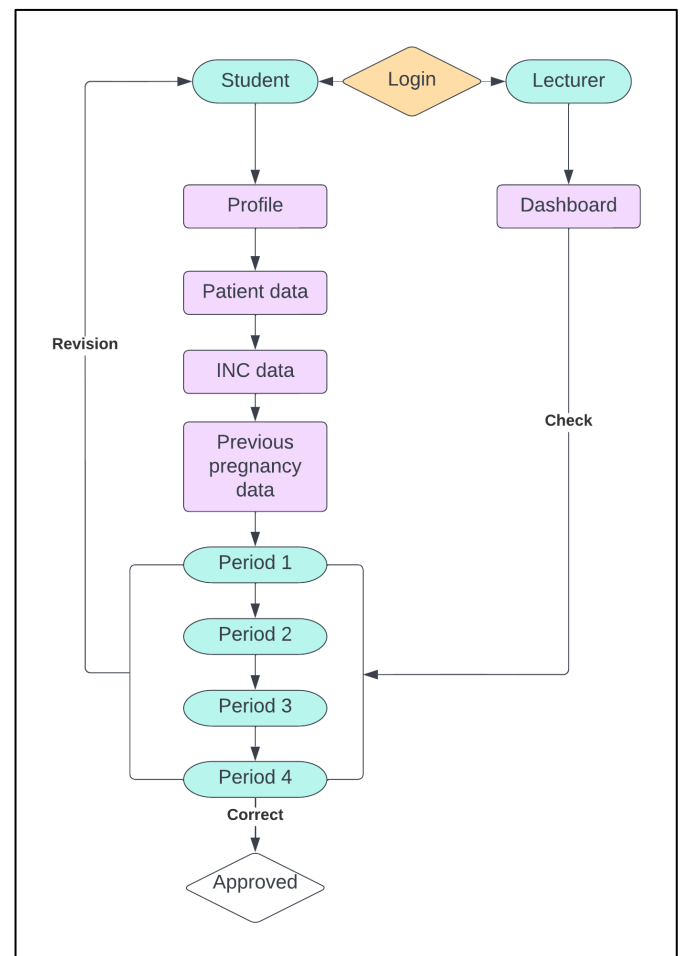 Student
Login
Lecturer
Profile
Dashboard
Patient data
Revision
INC data
Check
Previous
pregnancy
data
Period 1
Period 2
Period 3
Period 4
Correct
Approved